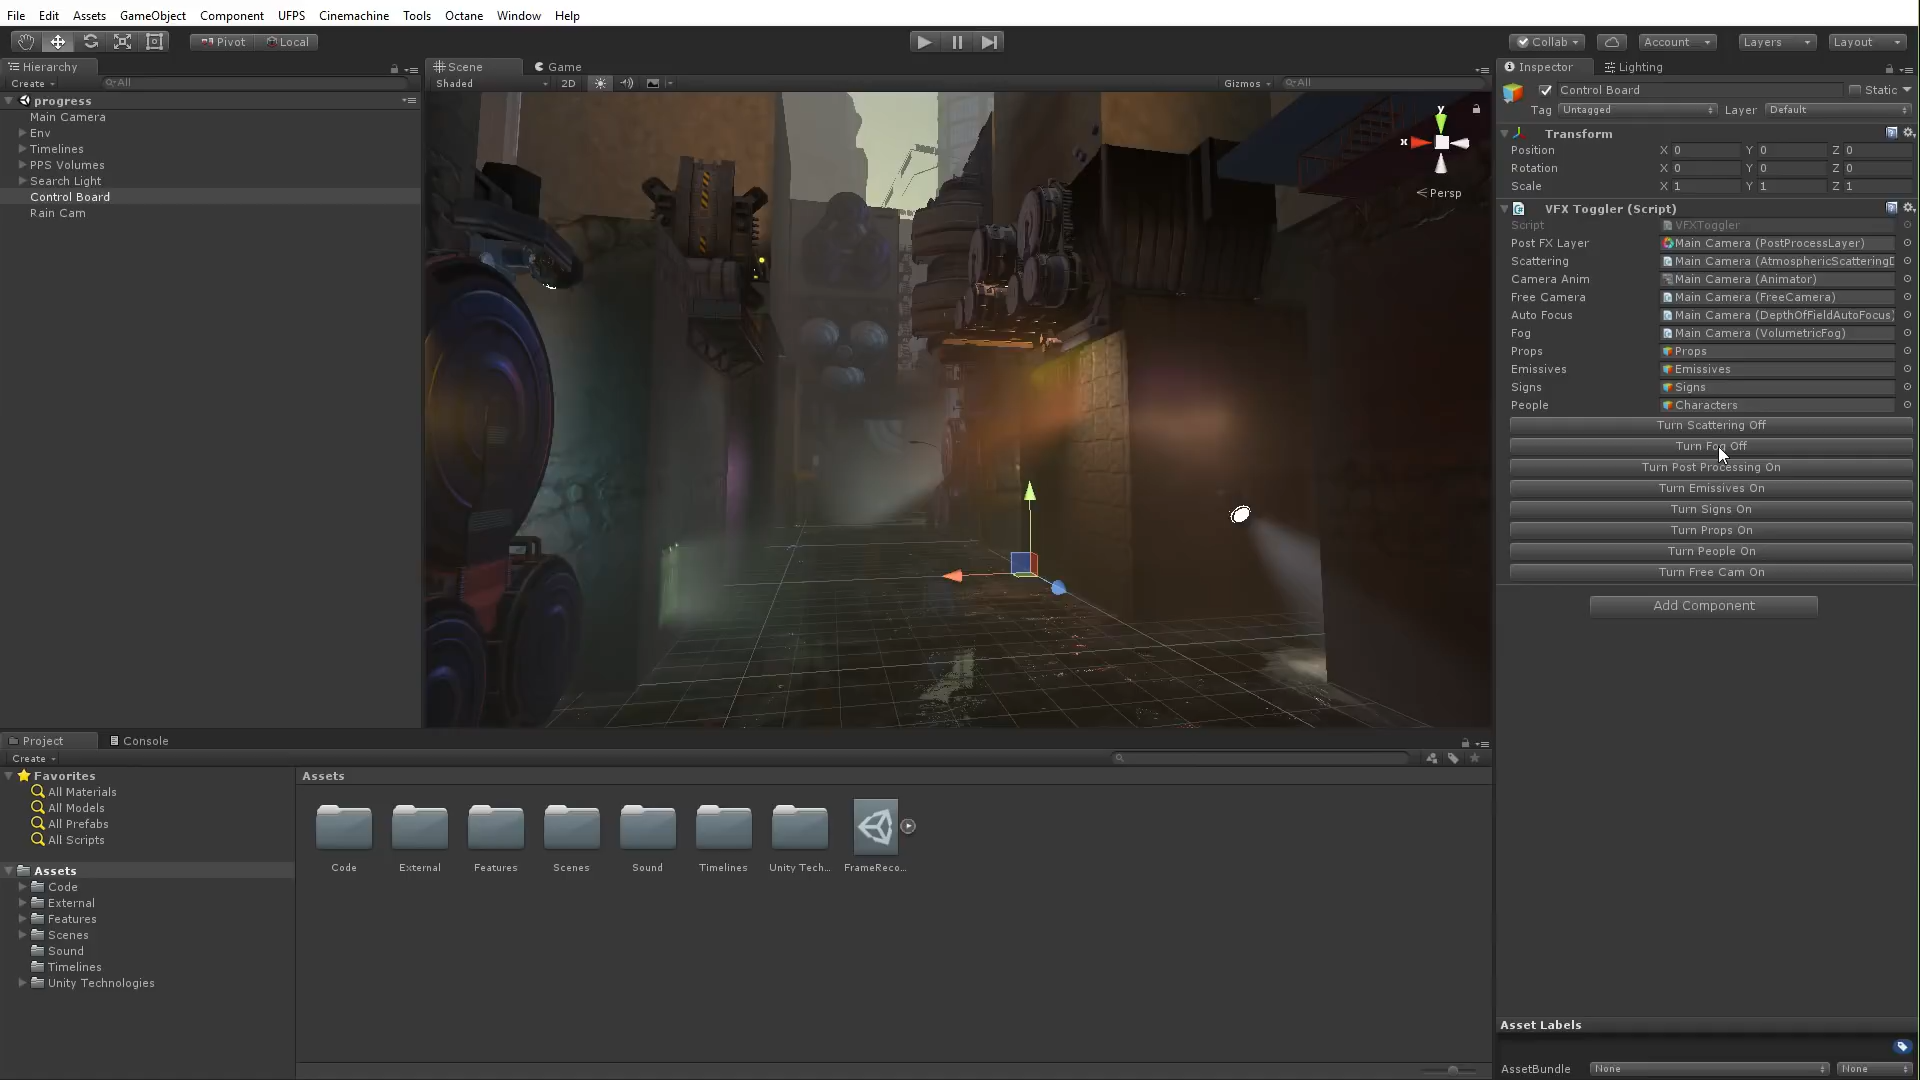 File Edit Assets GameObject Component UFPS Cinemachine Tools Octane Window Help
Pivot Local Collab Account Layers Layout
Hierarchy
Create All
progress
Main Camera
Env
Timelines
PPS Volumes
Search Light
Control Board
Rain Cam
Scene Game
Shaded 2D Gizmos All
y
x
Persp
Inspector Lighting
Control Board Static
Tag Untagged Layer Default
Transform
Position X 0 Y 0 Z 0
Rotation X 0 Y 0 Z 0
Scale X 1 Y 1 Z 1
VFX Toggler (Script)
Script VFXToggler
Post FX Layer Main Camera (PostProcessLayer)
Scattering Main Camera (AtmosphericScatteringD
Camera Anim Main Camera (Animator)
Free Camera Main Camera (FreeCamera)
Auto Focus Main Camera (DepthOfFieldAutoFocus)
Fog Main Camera (VolumetricFog)
Props Props
Emissives Emissives
Signs Signs
People Characters
Turn Scattering Off
Turn Fog Off
Turn Post Processing On
Turn Emissives On
Turn Signs On
Turn Props On
Turn People On
Turn Free Cam On
Add Component
Project Console
Create
Favorites
All Materials
All Models
All Prefabs
All Scripts
Assets
Code
External
Features
Scenes
Sound
Timelines
Unity Technologies
Assets
Code External Features Scenes Sound Timelines Unity Tech... FrameReco...
Asset Labels
AssetBundle None None